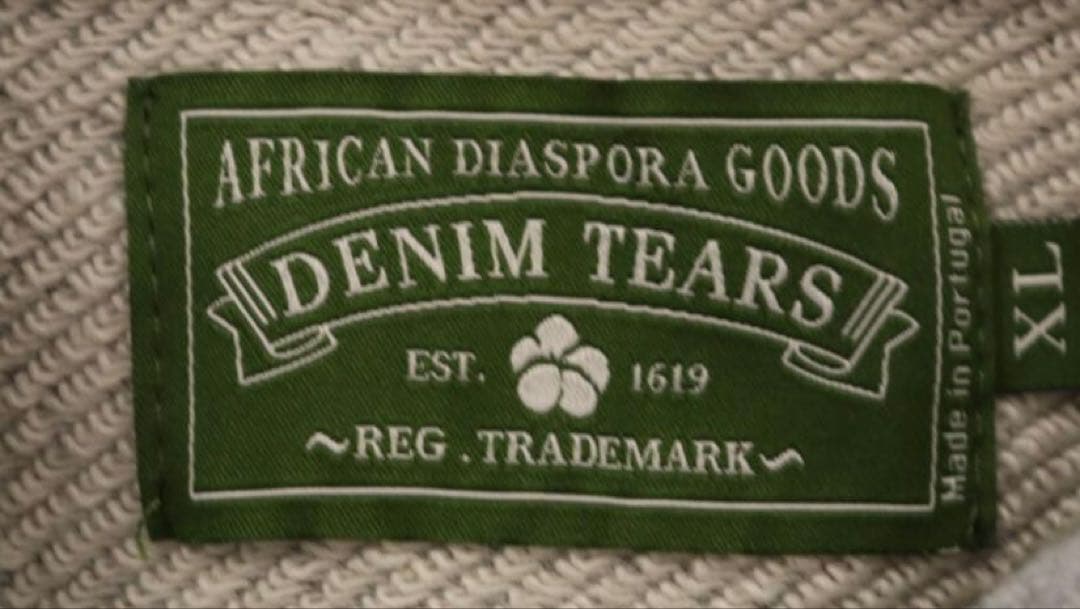 AFRICAN DIASPORA GOODS
DENIM TEARS
EST. 1619
~REG . TRADEMARK~
Made in Portugal
XL